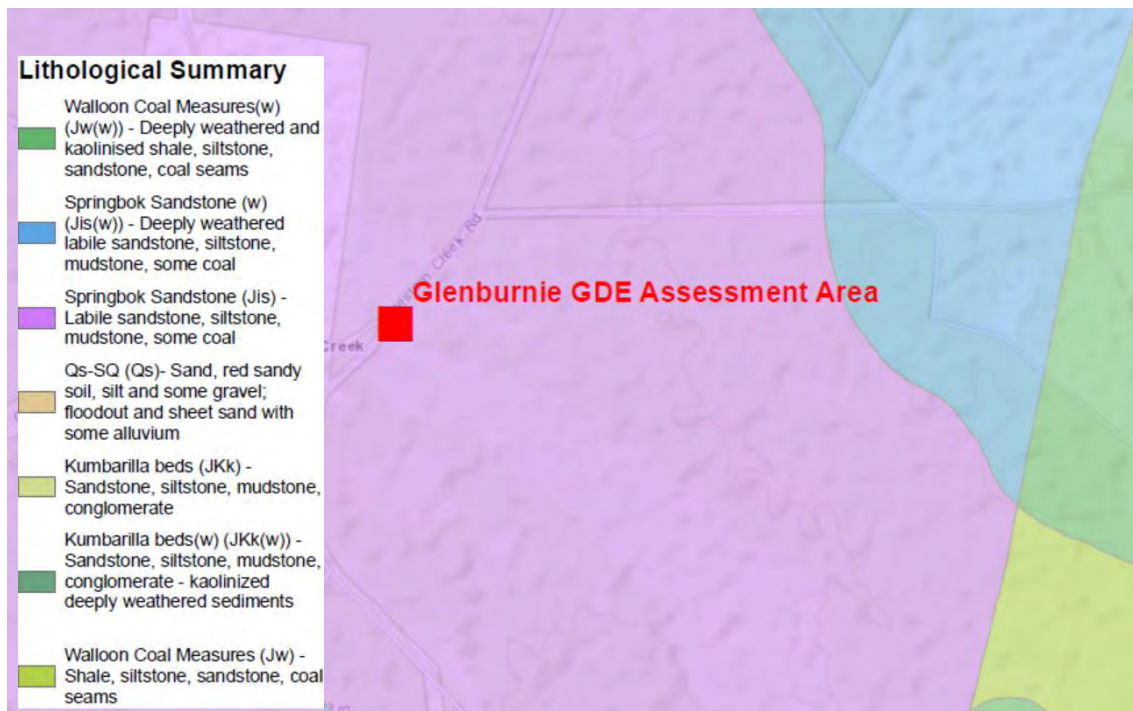 Lithological Summary
Walloon Coal Measures(w)
(Jw(w)) - Deeply weathered and
kaolinised shale, siltstone,
sandstone, coal seams
Springbok Sandstone (w)
(Jis(w)) - Deeply weathered
labile sandstone, siltstone,
mudstone, some coal
Springbok Sandstone (Jis) -
Labile sandstone, siltstone,
mudstone, some coal
Qs-SQ (Qs)- Sand, red sandy
soil, silt and some gravel;
floodout and sheet sand with
some alluvium
Kumbarilla beds (JKk) -
Sandstone, siltstone, mudstone,
conglomerate
Kumbarilla beds(w) (JKk(w)) -
Sandstone, siltstone, mudstone,
conglomerate - kaolinized
deeply weathered sediments
Walloon Coal Measures (Jw) -
Shale, siltstone, sandstone, coal
seams
Creek Rd
Glenburnie GDE Assessment Area
Creek